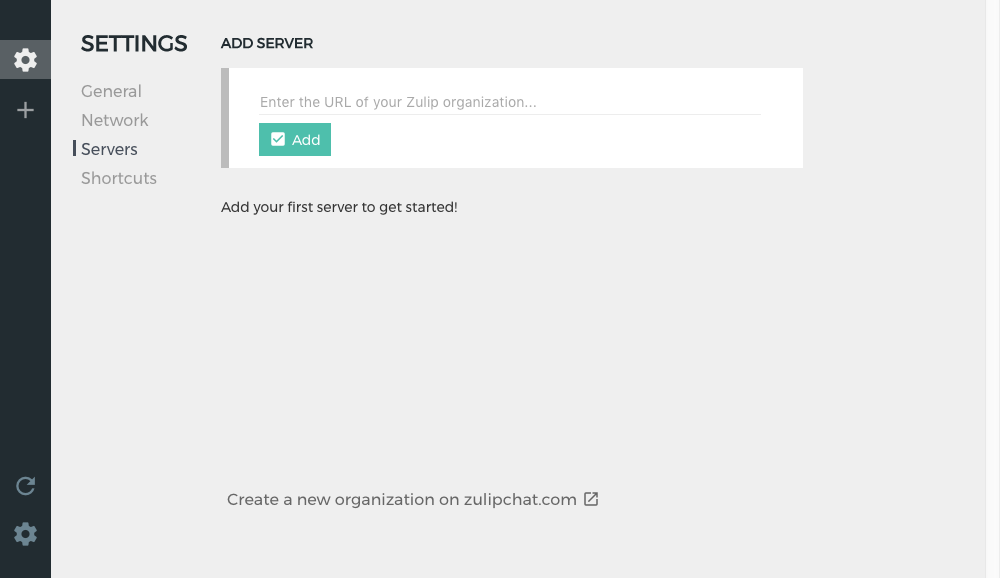 SETTINGS
General
Network
Servers
Shortcuts
ADD SERVER
Enter the URL of your Zulip organization...
Add
Add your first server to get started!
Create a new organization on zulipchat.com